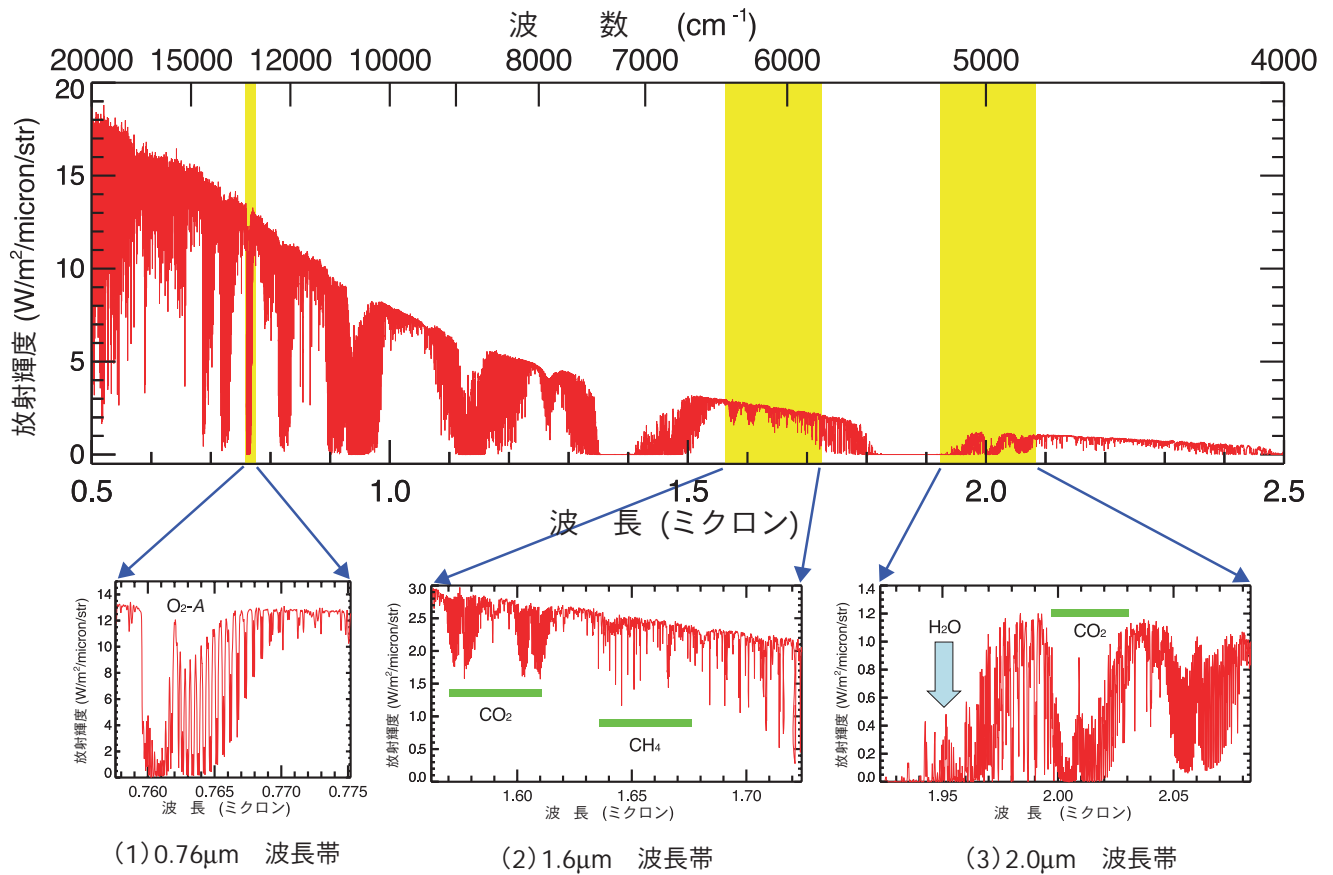 波 数 (cm-1)
20000 15000 12000 10000 8000 7000 6000 5000 4000
20
15
10
5
0
放射輝度 (W/m2/micron/str)
0.5 1.0 1.5 2.0 2.5
波 長 (ミクロン)
14
12
10
8
6
4
2
0
放射輝度 (W/m2/micron/str)
O2-A
0.760 0.765 0.770 0.775
波 長 (ミクロン)
(1)0.76μm 波長帯
3.0
2.5
2.0
1.5
1.0
0.5
0.0
放射輝度 (W/m2/micron/str)
CO2
CH4
1.60 1.65 1.70
波 長 (ミクロン)
(2)1.6μm 波長帯
1.4
1.2
1.0
0.8
0.6
0.4
0.2
0.0
放射輝度 (W/m2/micron/str)
H2O
CO2
1.95 2.00 2.05
波 長 (ミクロン)
(3)2.0μm 波長帯